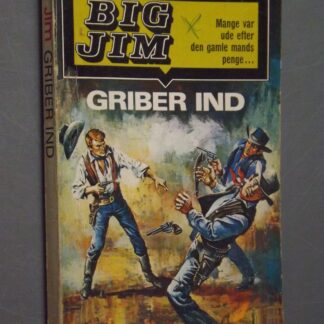 BIG
JIM
Mange var
ude efter
den gamle mands
penge...
GRIBER IND
Jim GRIBER IND